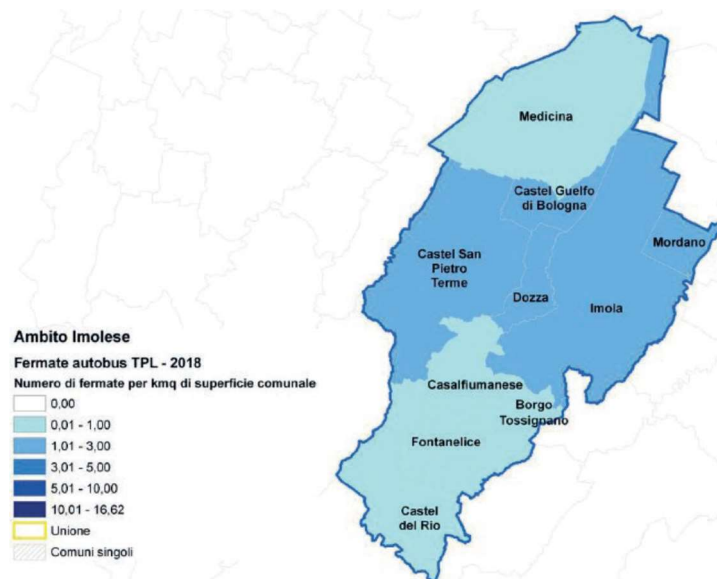 Medicina
Castel Guelfo
di Bologna
Mordano
Castel San
Pietro
Terme
Dozza
Imola
Casalfiumanese
Borgo
Tossignano
Fontanelice
Castel
del Rio
Ambito Imolese
Fermate autobus TPL - 2018
Numero di fermate per kmq di superficie comunale
0,00
0,01 - 1,00
1,01 - 3,00
3,01 - 5,00
5,01 - 10,00
10,01 - 16,62
Unione
Comuni singoli